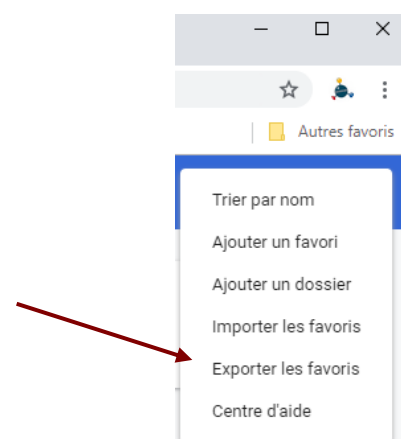 Autres favoris
Trier par nom
Ajouter un favori
Ajouter un dossier
Importer les favoris
Exporter les favoris
Centre d'aide